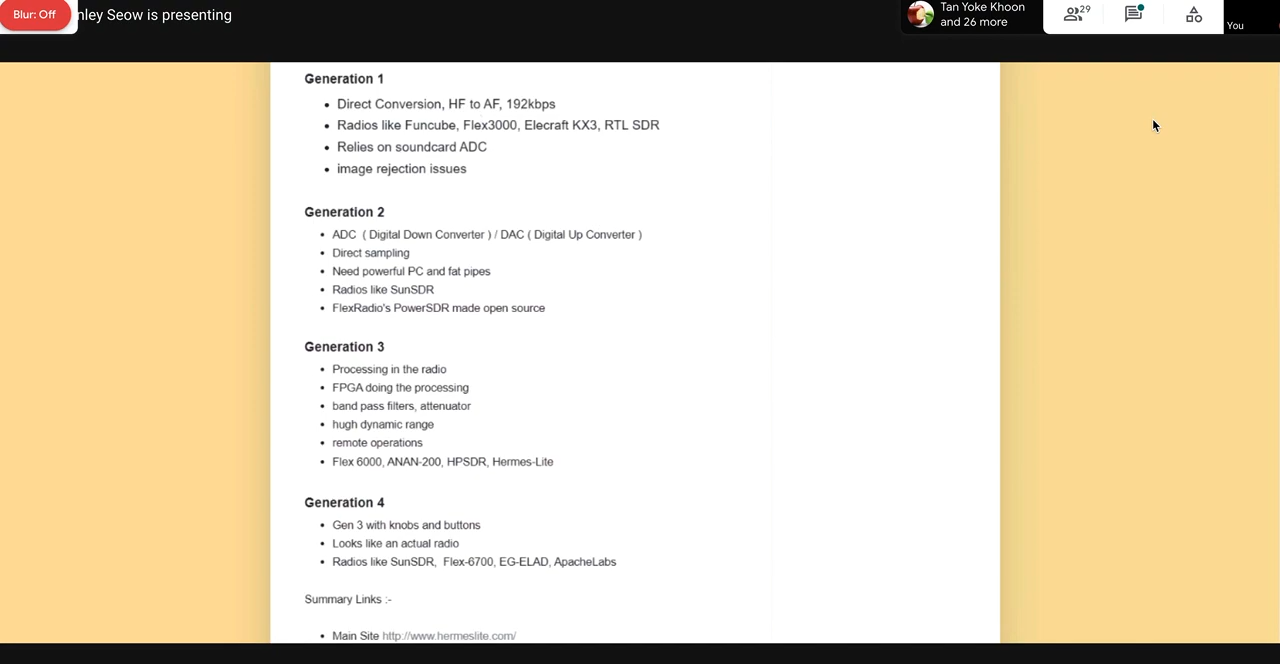 Blur: Off
nley Seow is presenting
Tan Yoke Khoon
and 26 more
29
You
Generation 1
• Direct Conversion, HF to AF, 192kbps
• Radios like Funcube, Flex3000, Elecraft KX3, RTL SDR
• Relies on soundcard ADC
• image rejection issues
Generation 2
• ADC ( Digital Down Converter ) / DAC ( Digital Up Converter )
• Direct sampling
• Need powerful PC and fat pipes
• Radios like SunSDR
• FlexRadio's PowerSDR made open source
Generation 3
• Processing in the radio
• FPGA doing the processing
• band pass filters, attenuator
• hugh dynamic range
• remote operations
• Flex 6000, ANAN-200, HPSDR, Hermes-Lite
Generation 4
• Gen 3 with knobs and buttons
• Looks like an actual radio
• Radios like SunSDR, Flex-6700, EG-ELAD, ApacheLabs
Summary Links :-
• Main Site http://www.hermeslite.com/